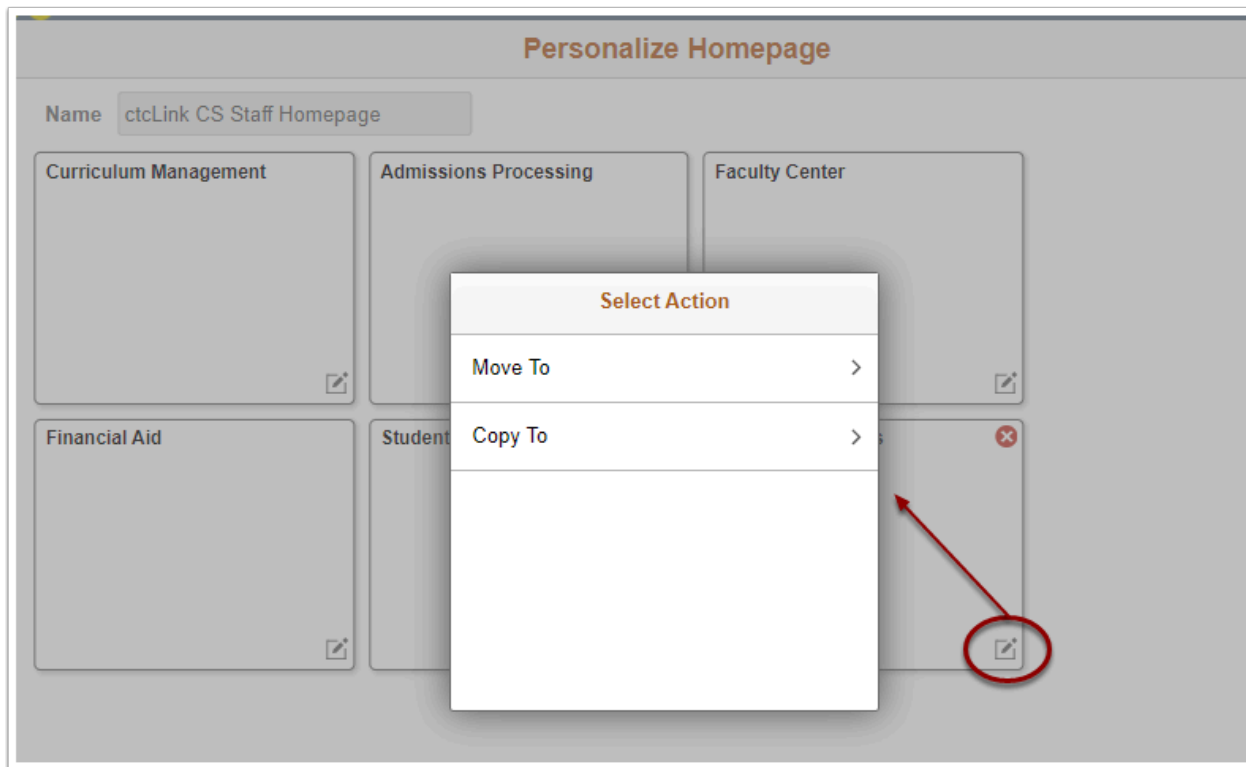 Personalize Homepage
Name ctcLink CS Staff Homepage
Curriculum Management
Admissions Processing
Faculty Center
Select Action
Move To
Copy To
Financial Aid
Student